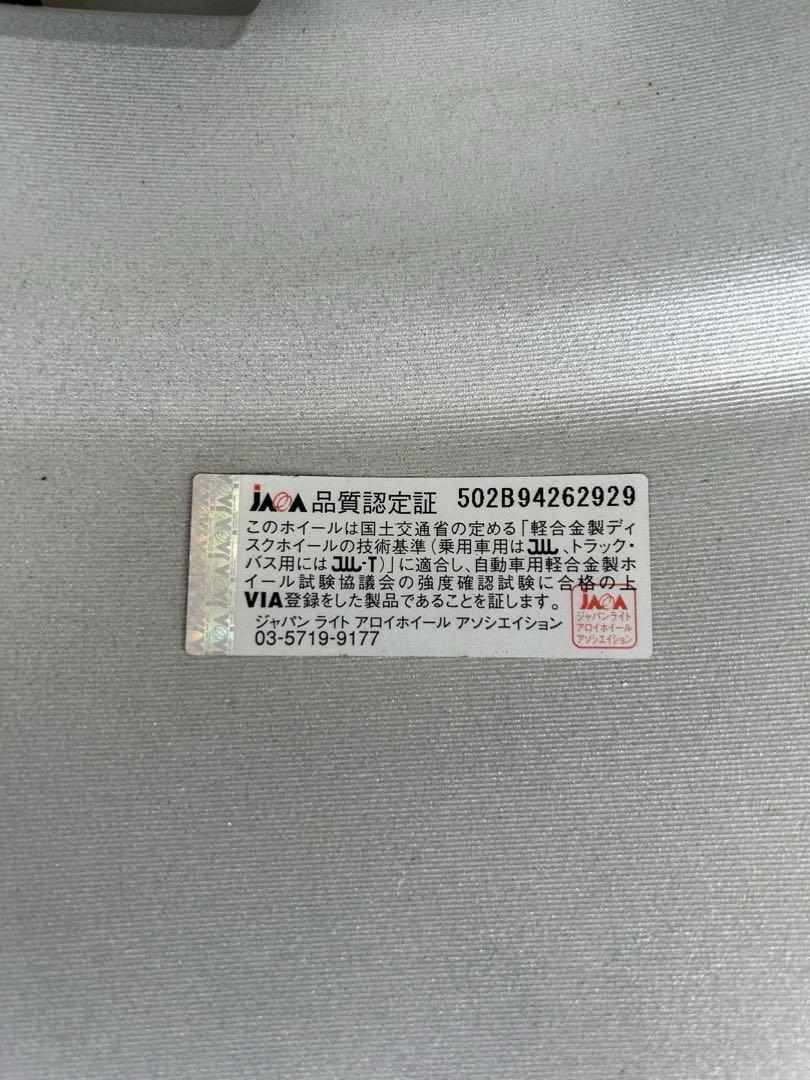 JAWA 品質認定証 502B94262929
このホイールは国土交通省の定める「軽合金製ディ
スクホイールの技術基準(乗用車用はJWL、トラック・
バス用にはJWL-T)」に適合し、自動車用軽合金製ホ
イール試験協議会の強度確認試験に合格の上
VIA登録をした製品であることを証します。
ジャパン ライト アロイホイール アソシエイション
03-5719-9177
JAWA
ジャパンライト
アロイホイール
アソシエイション